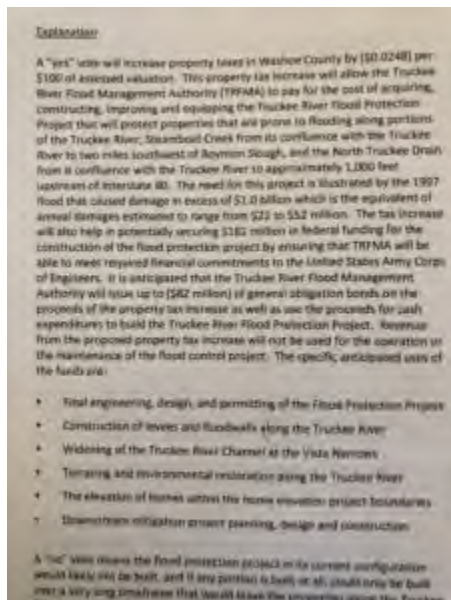 Explanation
A "yes" vote will increase property taxes in Washoe County by [$0.0248] per
$100 of assessed valuation. This property tax increase will allow the Truckee
River Flood Management Authority (TRFMA) to pay for the cost of acquiring,
constructing, improving and equipping the Truckee River Flood Protection
Project that will protect properties that are prone to flooding along portions
of the Truckee River, Steamboat Creek from its confluence with the Truckee
River to two miles southwest of Boynton Slough, and the North Truckee Drain
from it confluence with the Truckee River to approximately 1,000 feet
upstream of Interstate 80. The need for this project is illustrated by the 1997
flood that caused damage in excess of $1.0 billion which is the equivalent of
annual damages estimated to range from $22 to $52 million. The tax increase
will also help in potentially securing $182 million in federal funding for the
construction of the flood protection project by ensuring that TRFMA will be
able to meet required financial commitments to the United States Army Corps
of Engineers. It is anticipated that the Truckee River Flood Management
Authority will issue up to [$82 million] of general obligation bonds on the
proceeds of the property tax increase as well as use the proceeds for cash
expenditures to build the Truckee River Flood Protection Project. Revenue
from the proposed property tax increase will not be used for the operation or
the maintenance of the flood control project. The specific anticipated uses of
the funds are:
• Final engineering, design, and permitting of the Flood Protection Project
• Construction of levees and floodwalls along the Truckee River
• Widening of the Truckee River Channel at the Vista Narrows
• Terracing and environmental restoration along the Truckee River
• The elevation of homes within the home elevation project boundaries
• Downstream mitigation project planning, design and construction
A "no" vote means the flood protection project in its current configuration
would likely not be built, and if any portion is built at all, could only be built
over a very long timeframe that would leave the properties along the Truckee